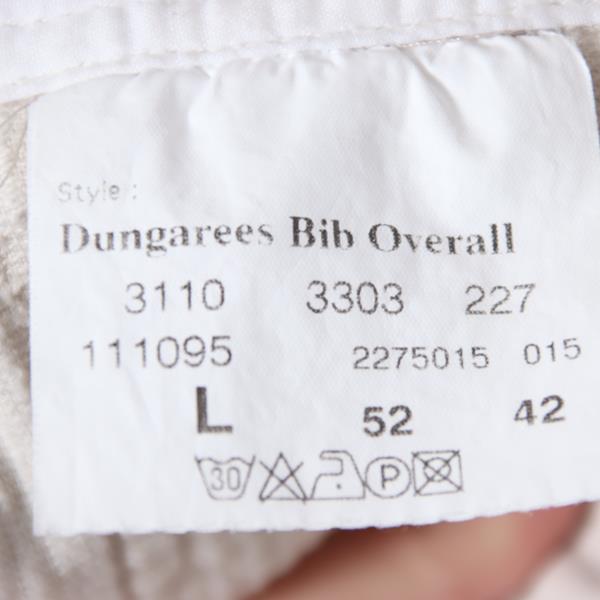 Style :
Dungarees Bib Overall
3110 3303 227
111095 2275015 015
L 52 42
30 P